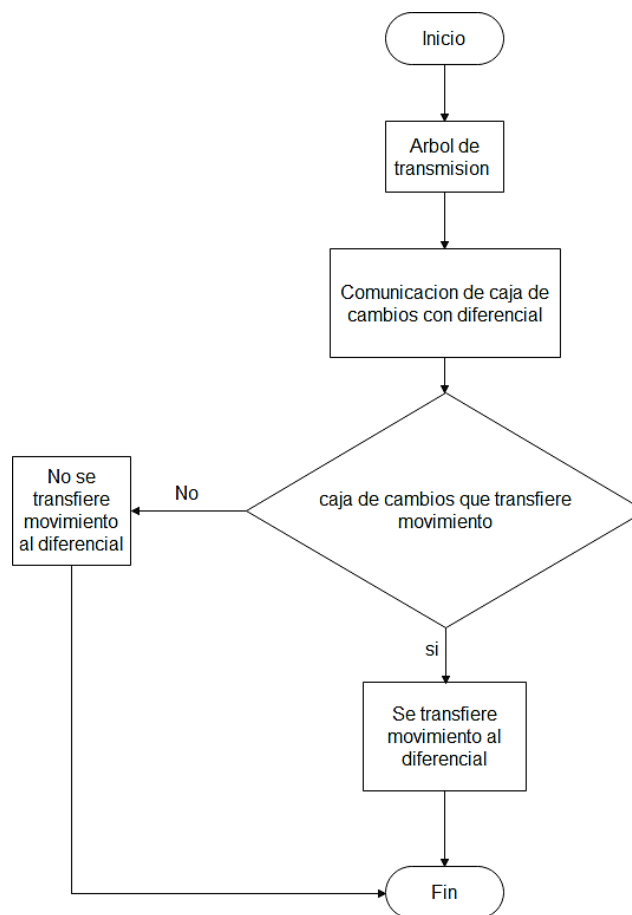 Inicio
Arbol de
transmision
Comunicacion de caja de
cambios con diferencial
caja de cambios que transfiere
movimiento
No
No se
transfiere
movimiento
al diferencial
si
Se transfiere
movimiento al
diferencial
Fin